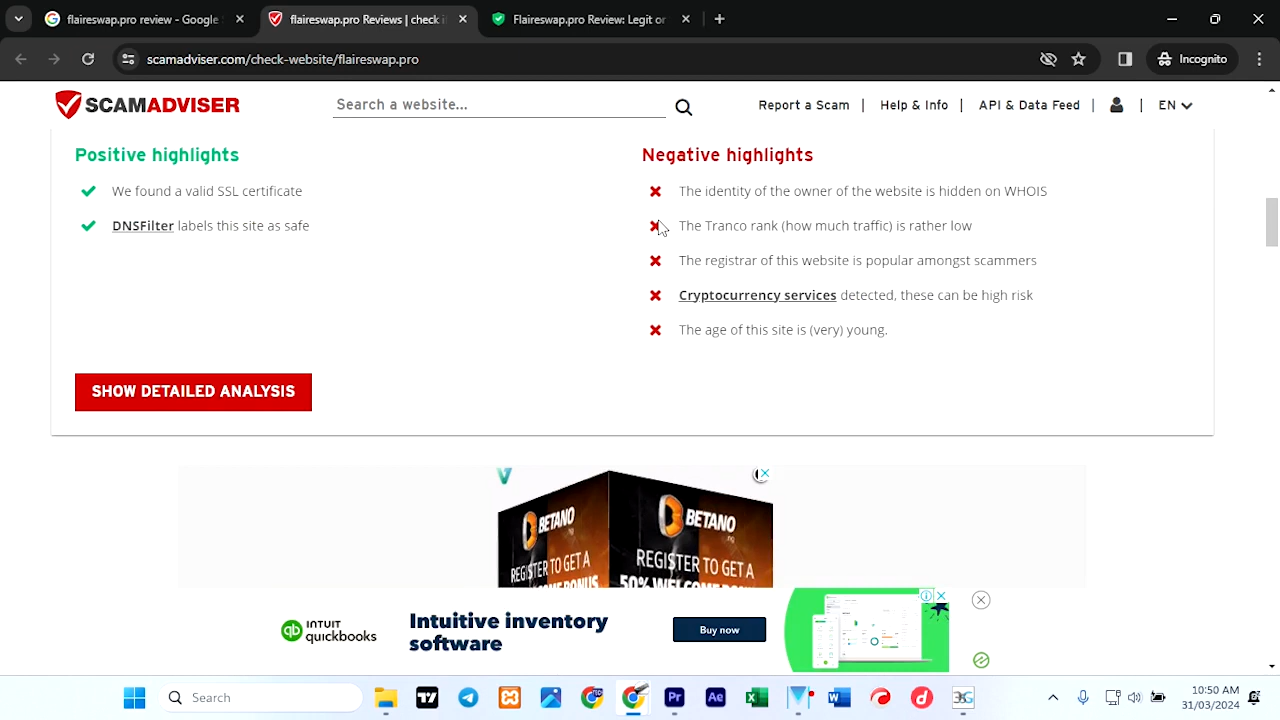 flaireswap.pro review - Google
flaireswap.pro Reviews | check i
Flaireswap.pro Review: Legit or
scamadviser.com/check-website/flaireswap.pro
Incognito
SCAMADVISER
Search a website...
Report a Scam | Help & Info | API & Data Feed | | EN
Positive highlights
We found a valid SSL certificate
DNSFilter labels this site as safe
Negative highlights
The identity of the owner of the website is hidden on WHOIS
The Tranco rank (how much traffic) is rather low
The registrar of this website is popular amongst scammers
Cryptocurrency services detected, these can be high risk
The age of this site is (very) young.
SHOW DETAILED ANALYSIS
BETANO
REGISTER TO GET A
BETANO
.ng
REGISTER TO GET A
50% WELCOME BONUS
INTUIT
quickbooks
Intuitive inventory
software
Buy now
Search
Pr
Ae
10:50 AM
31/03/2024